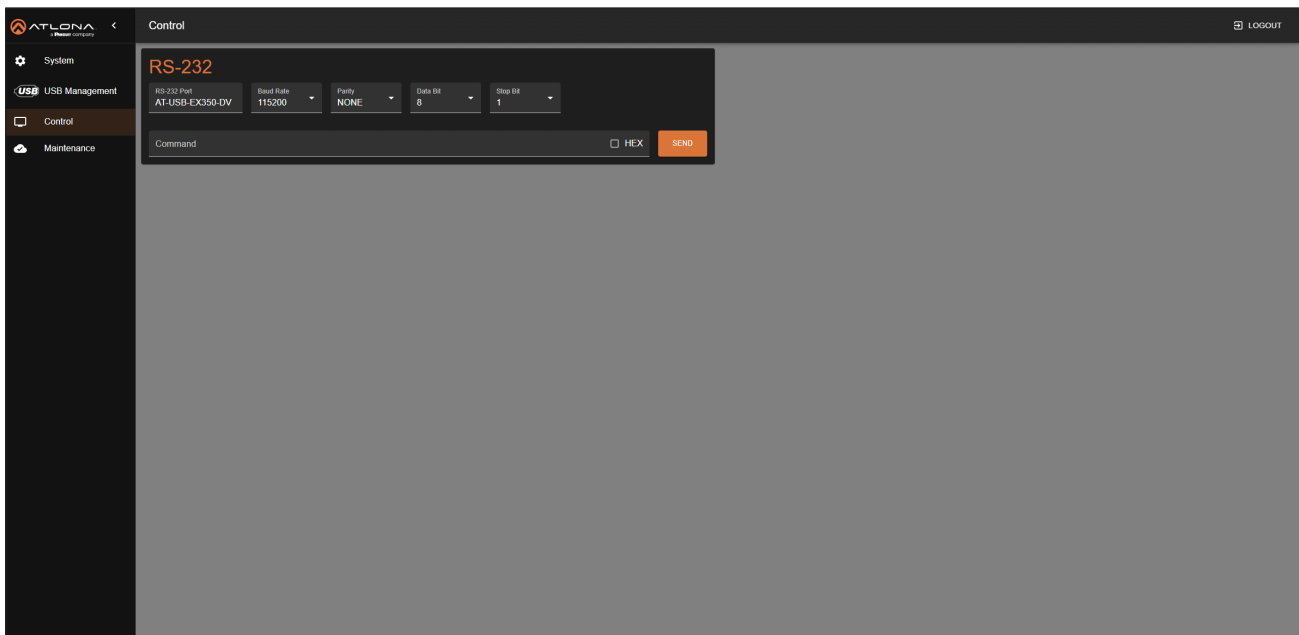 ATLONA
a Panduit company
Control
LOGOUT
System
USB USB Management
Control
Maintenance
RS-232
RS-232 Port
AT-USB-EX350-DV
Baud Rate
115200
Parity
NONE
Data Bit
8
Stop Bit
1
Command
HEX
SEND